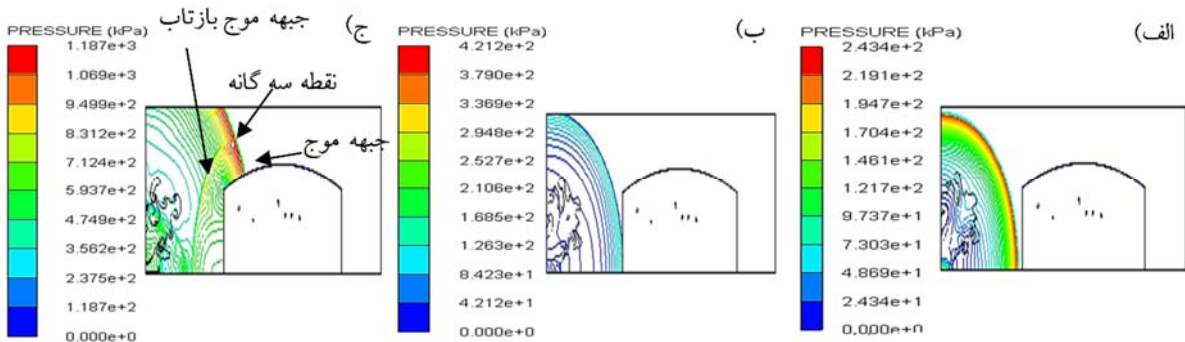 الف)
PRESSURE (kPa)
2.434e+2
2.191e+2
1.947e+2
1.704e+2
1.461e+2
1.217e+2
9.737e+1
7.303e+1
4.869e+1
2.434e+1
0.000e+0
ب)
PRESSURE (kPa)
4.212e+2
3.790e+2
3.369e+2
2.948e+2
2.527e+2
2.106e+2
1.685e+2
1.263e+2
8.423e+1
4.212e+1
0.000e+0
ج)
جبهه موج بازتاب
نقطه سه گانه
جبهه موج
PRESSURE (kPa)
1.187e+3
1.069e+3
9.499e+2
8.312e+2
7.124e+2
5.937e+2
4.749e+2
3.562e+2
2.375e+2
1.187e+2
0.000e+0